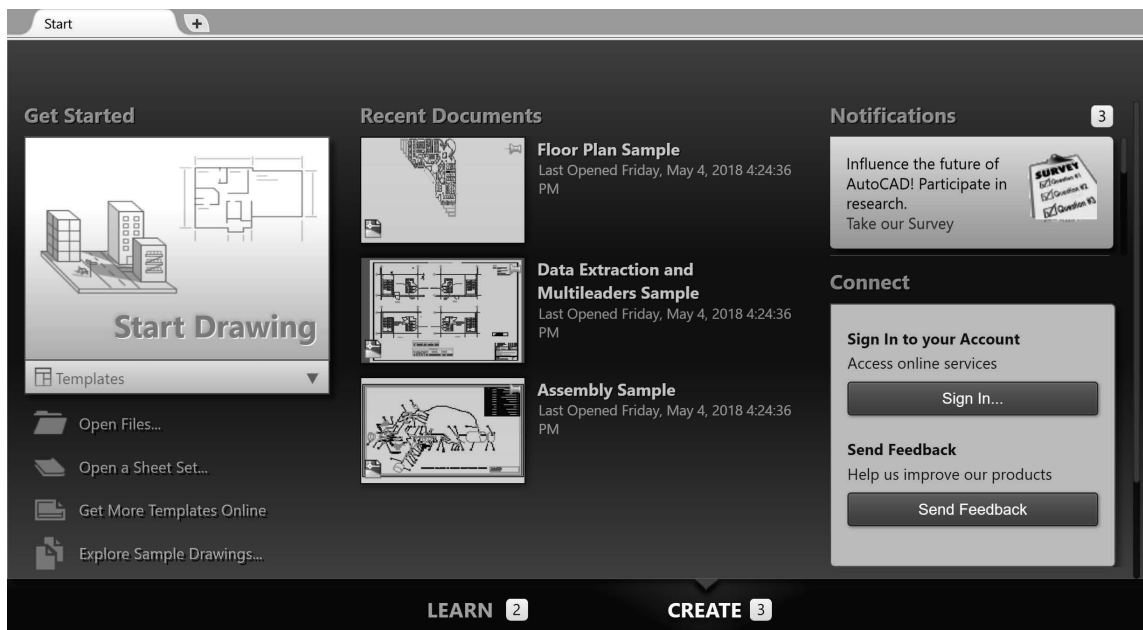 Start
+
Get Started
Start Drawing
Templates
Open Files...
Open a Sheet Set...
Get More Templates Online
Explore Sample Drawings...
Recent Documents
Floor Plan Sample
Last Opened Friday, May 4, 2018 4:24:36
PM
Data Extraction and
Multileaders Sample
Last Opened Friday, May 4, 2018 4:24:36
PM
Assembly Sample
Last Opened Friday, May 4, 2018 4:24:36
PM
Notifications 3
Influence the future of
AutoCAD! Participate in
research.
Take our Survey
SURVEY
Question #1
Question #2
Question #3
Connect
Sign In to your Account
Access online services
Sign In...
Send Feedback
Help us improve our products
Send Feedback
LEARN 2
CREATE 3